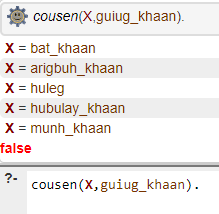 cousen(X,guiug_khaan).
X = bat_khaan
X = arigbuh_khaan
X = huleg
X = hubulay_khaan
X = munh_khaan
false
?- cousen(X,guiug_khaan).